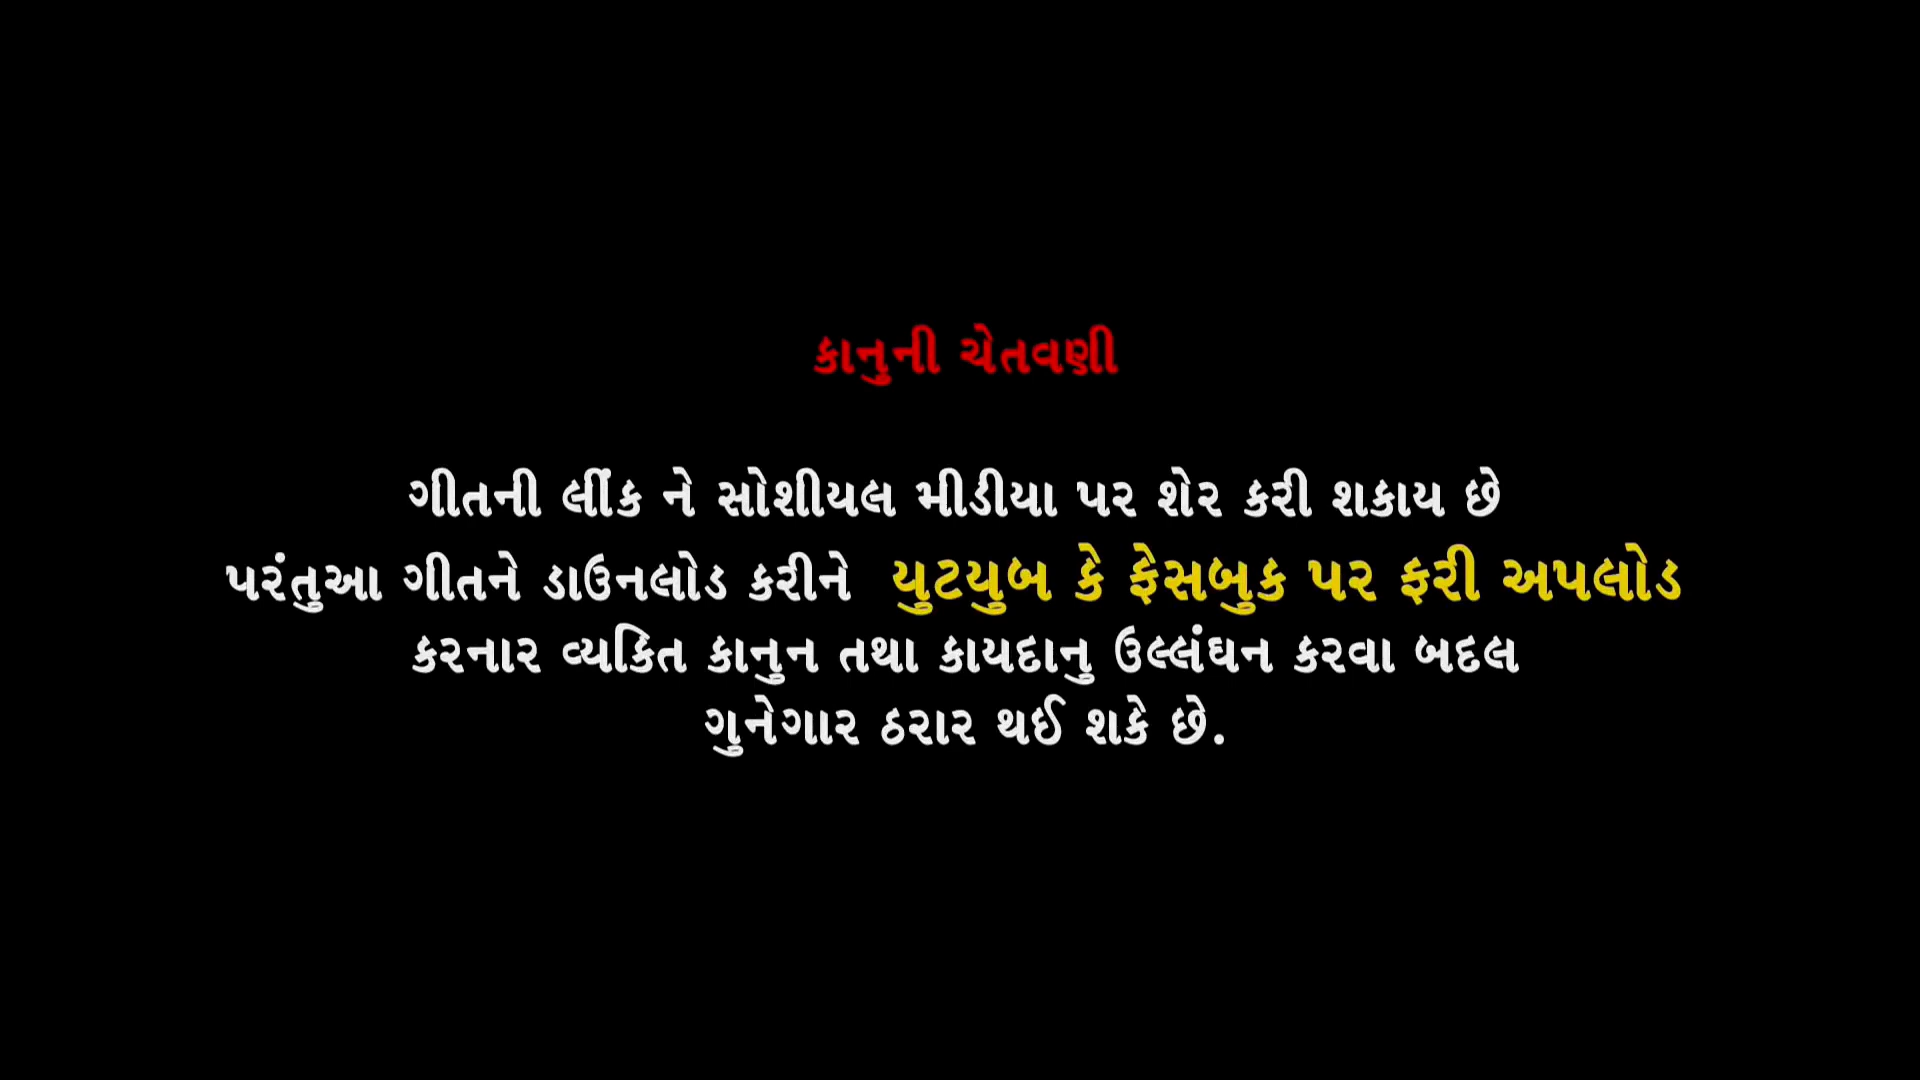 કાનુની ચેતવણી
ગીતની લીંક ને સોશીયલ મીડીયા પર શેર કરી શકાય છે
પરંતુઆ ગીતને ડાઉનલોડ કરીને યુટયુબ કે ફેસબુક પર ફરી અપલોડ
કરનાર વ્યકિત કાનુન તથા કાયદાનુ ઉલ્લંઘન કરવા બદલ
ગુનેગાર ઠરાર થઈ શકે છે.